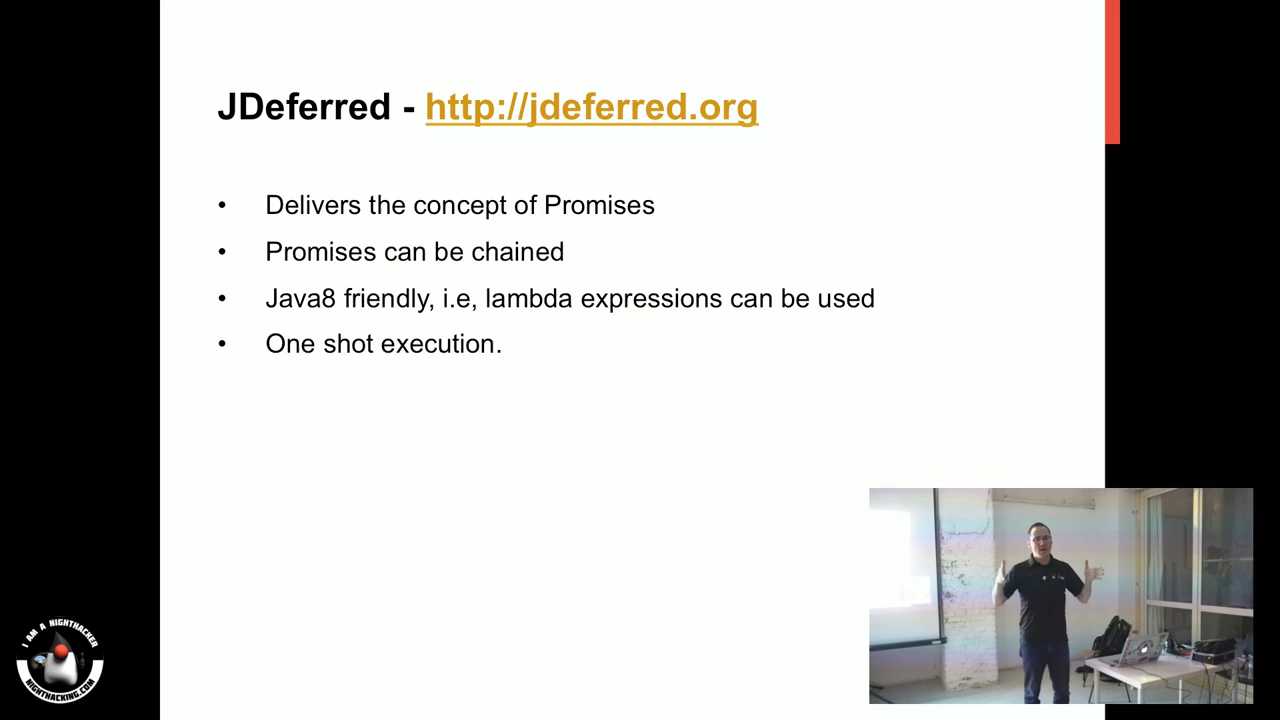 JDeferred - http://jdeferred.org
• Delivers the concept of Promises
• Promises can be chained
• Java8 friendly, i.e, lambda expressions can be used
• One shot execution.
I AM A NIGHTHACKER
NIGHTHACKING.COM